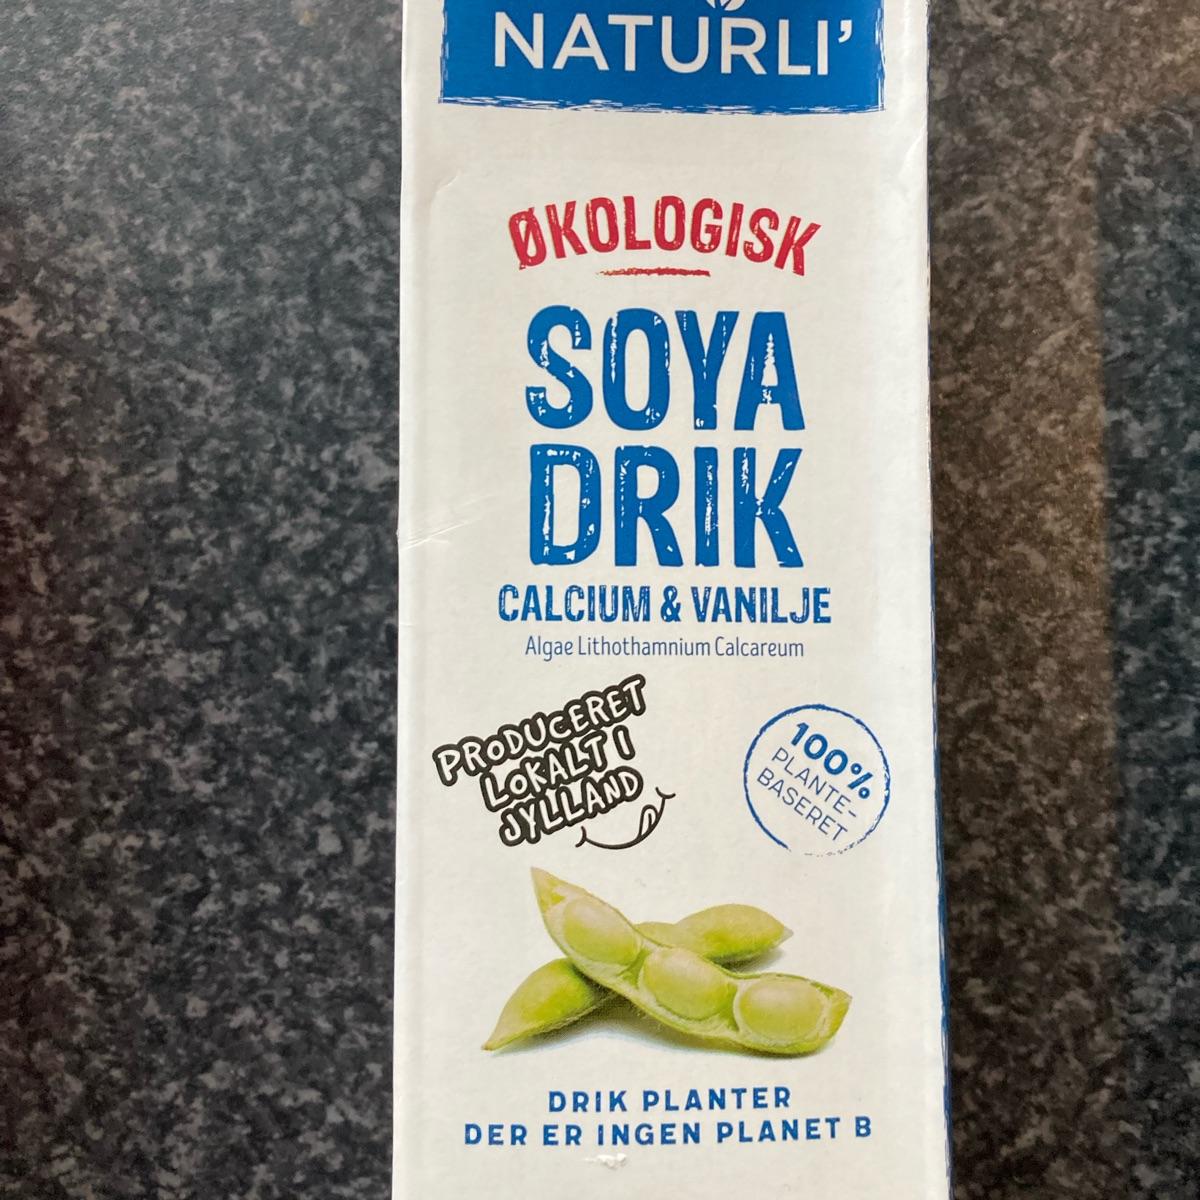 NATURLI'
ØKOLOGISK
SOYA
DRIK
CALCIUM & VANILJE
Algae Lithothamnium Calcareum
PRODUCERET
LOKALT I
JYLLAND
100%
PLANTE-
BASERET
DRIK PLANTER
DER ER INGEN PLANET B